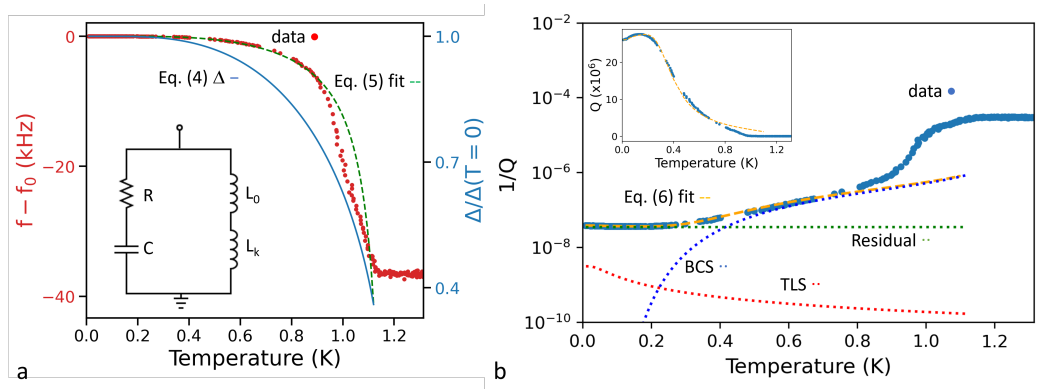 0
−20
−40
f − f₀ (kHz)
data
Eq. (4) Δ
Eq. (5) fit
R
C
L₀
Lₖ
1.0
0.7
0.4
Δ/Δ(T = 0)
0.0 0.2 0.4 0.6 0.8 1.0 1.2
Temperature (K)
a
10⁻²
10⁻⁴
10⁻⁶
10⁻⁸
10⁻¹⁰
1/Q
Q (x10⁶)
10
0
0.0 0.4 0.8 1.2
Temperature (K)
data
Eq. (6) fit
Residual
BCS
TLS
0.0 0.2 0.4 0.6 0.8 1.0 1.2
Temperature (K)
b